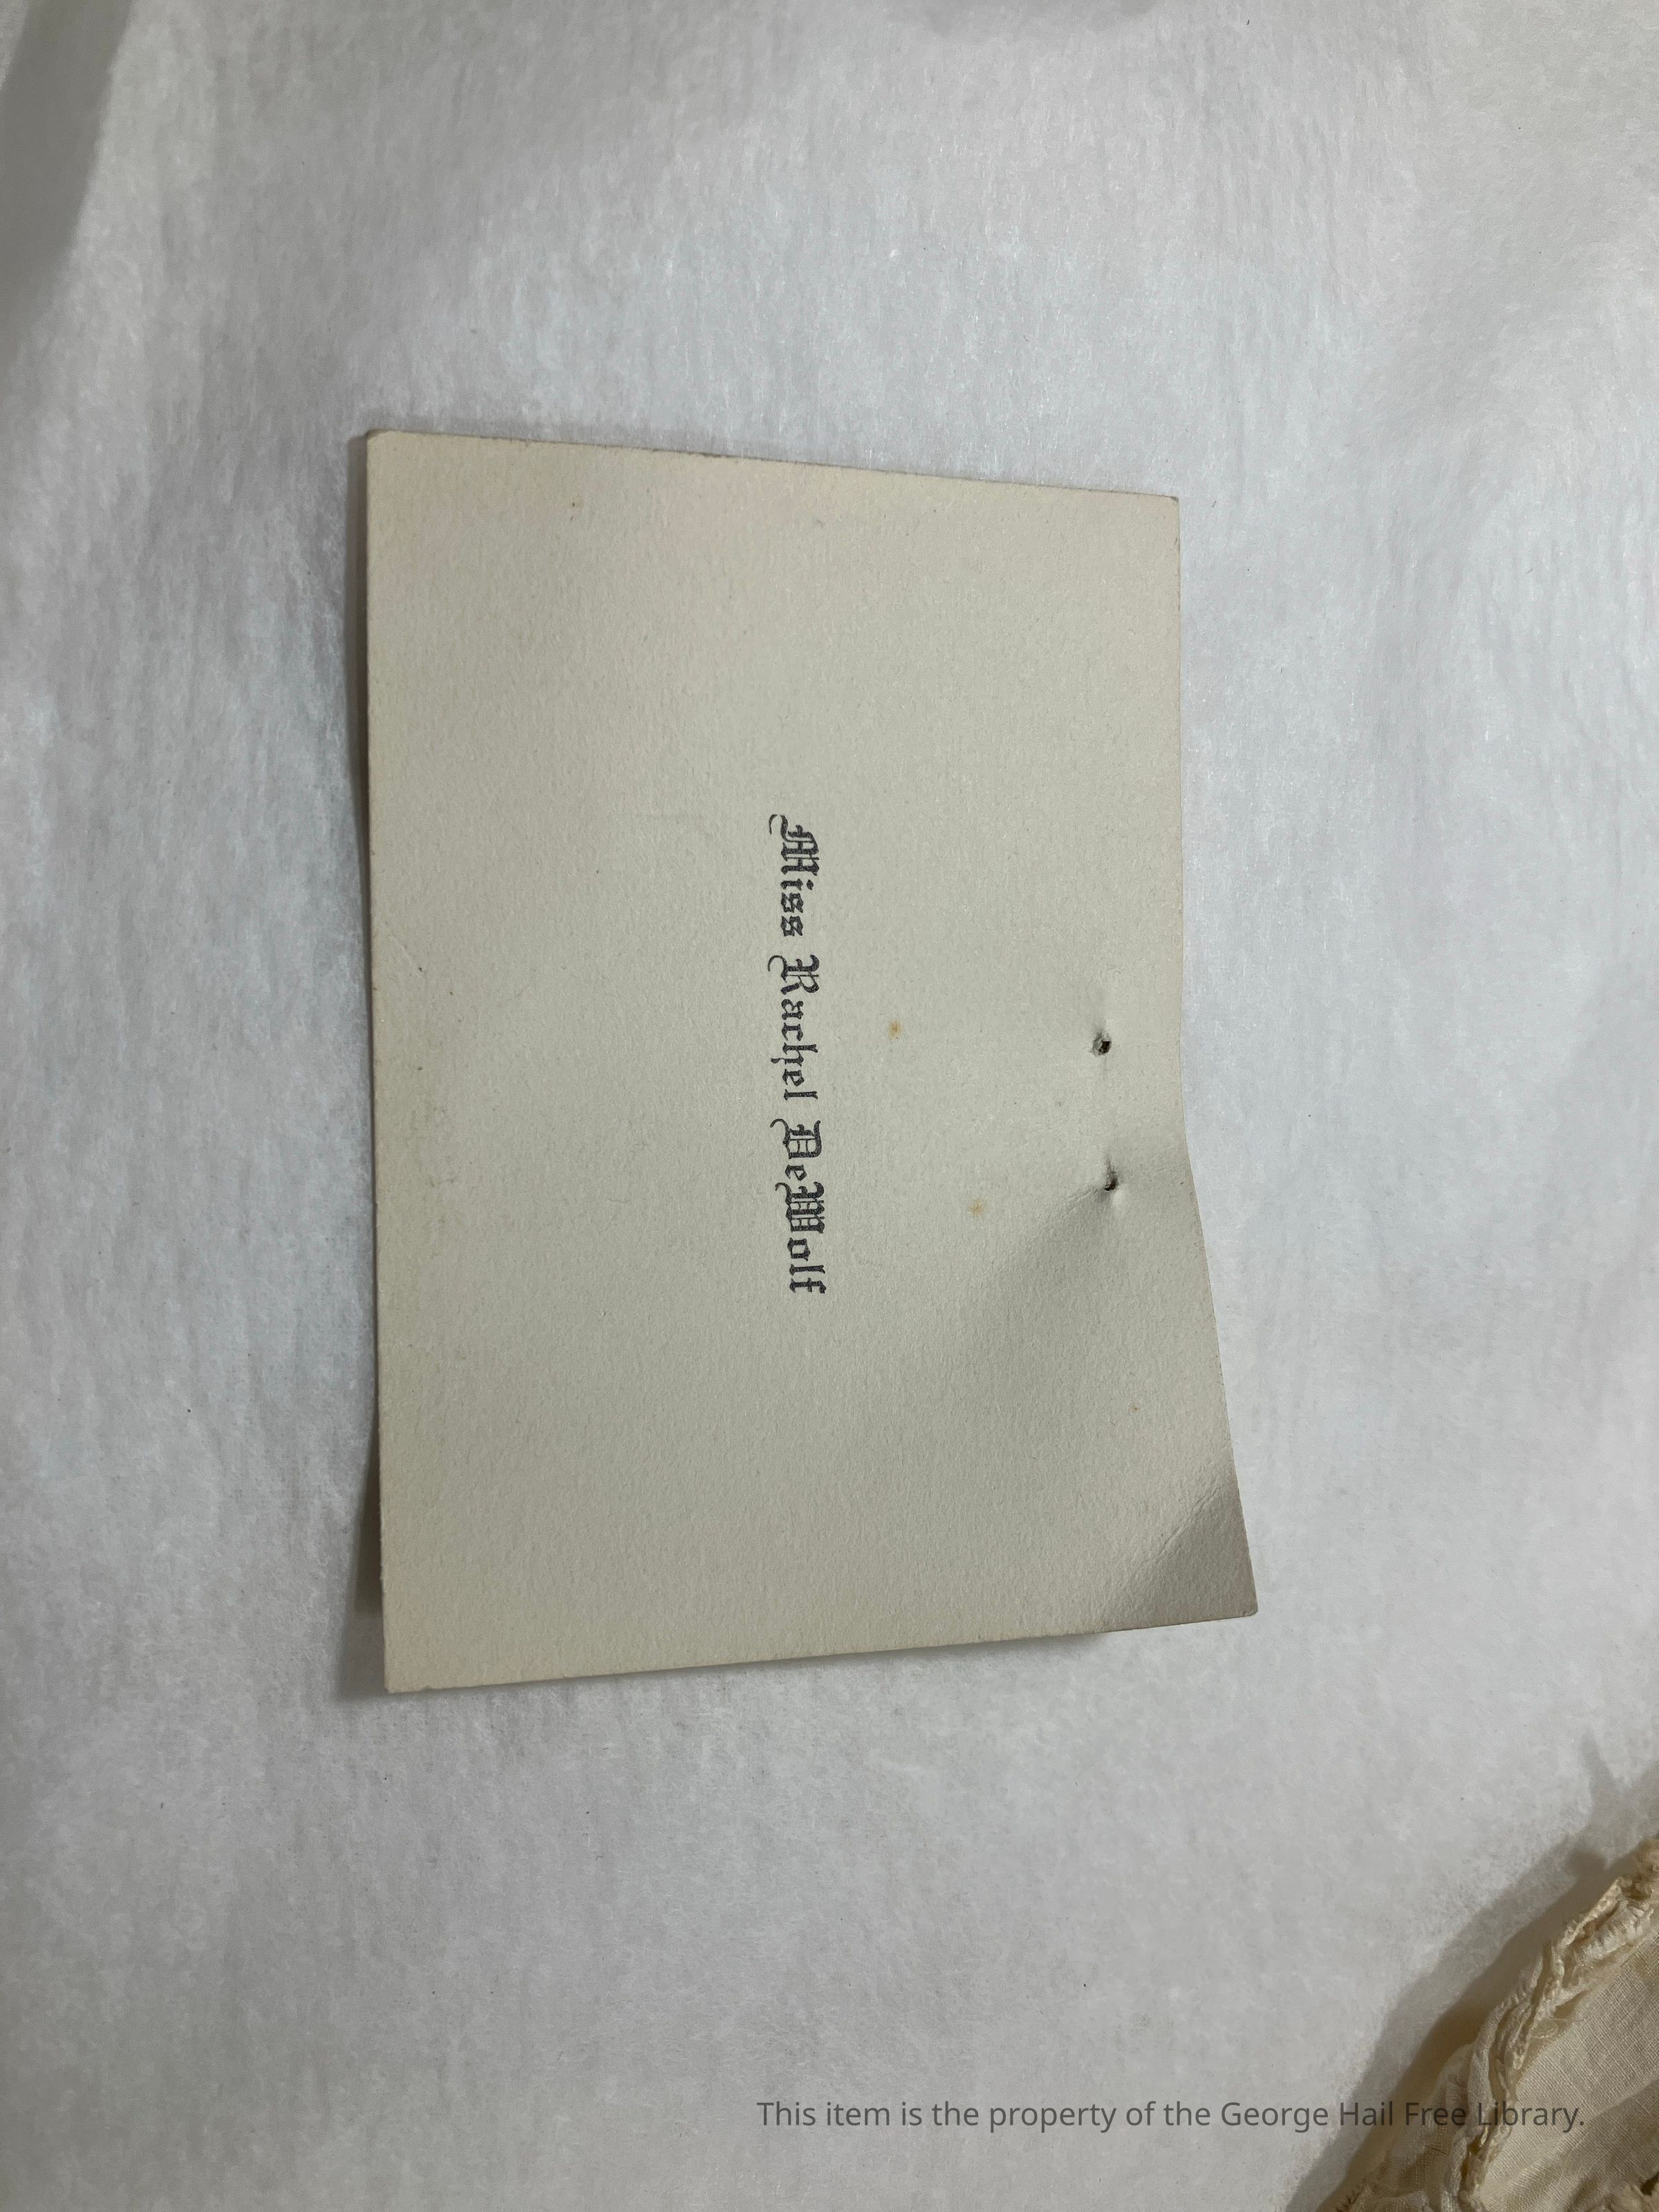 Miss Rachel DeWolf
This item is the property of the George Hail Free Library.